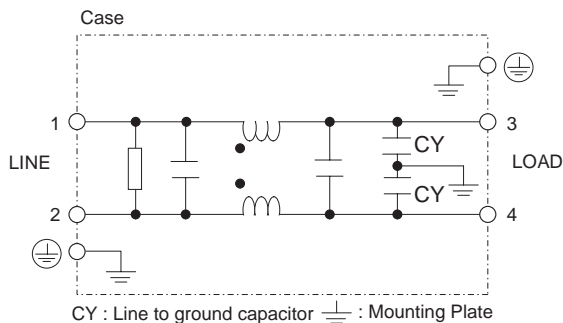 Case
1
3
CY
LINE
LOAD
CY
2
4
CY : Line to ground capacitor : Mounting Plate